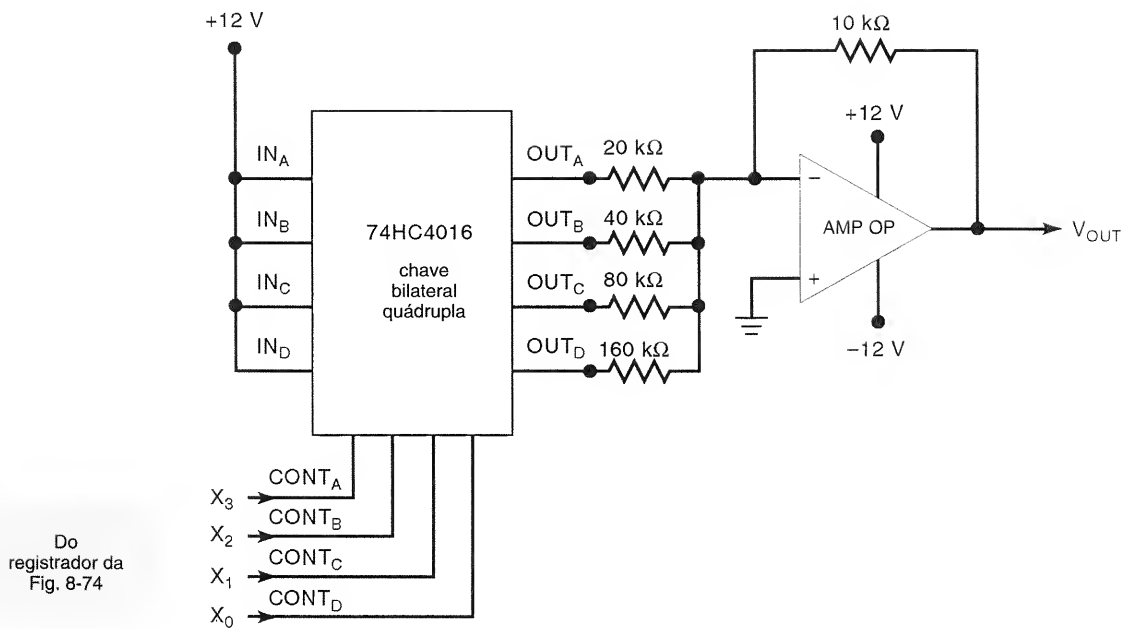 +12 V
10 kΩ
+12 V
IN_A
OUT_A
20 kΩ
−
IN_B
OUT_B
40 kΩ
74HC4016
chave
bilateral
quádrupla
AMP OP
V_OUT
IN_C
OUT_C
80 kΩ
+
IN_D
OUT_D
160 kΩ
−12 V
X_3
CONT_A
X_2
CONT_B
X_1
CONT_C
X_0
CONT_D
Do
registrador da
Fig. 8-74